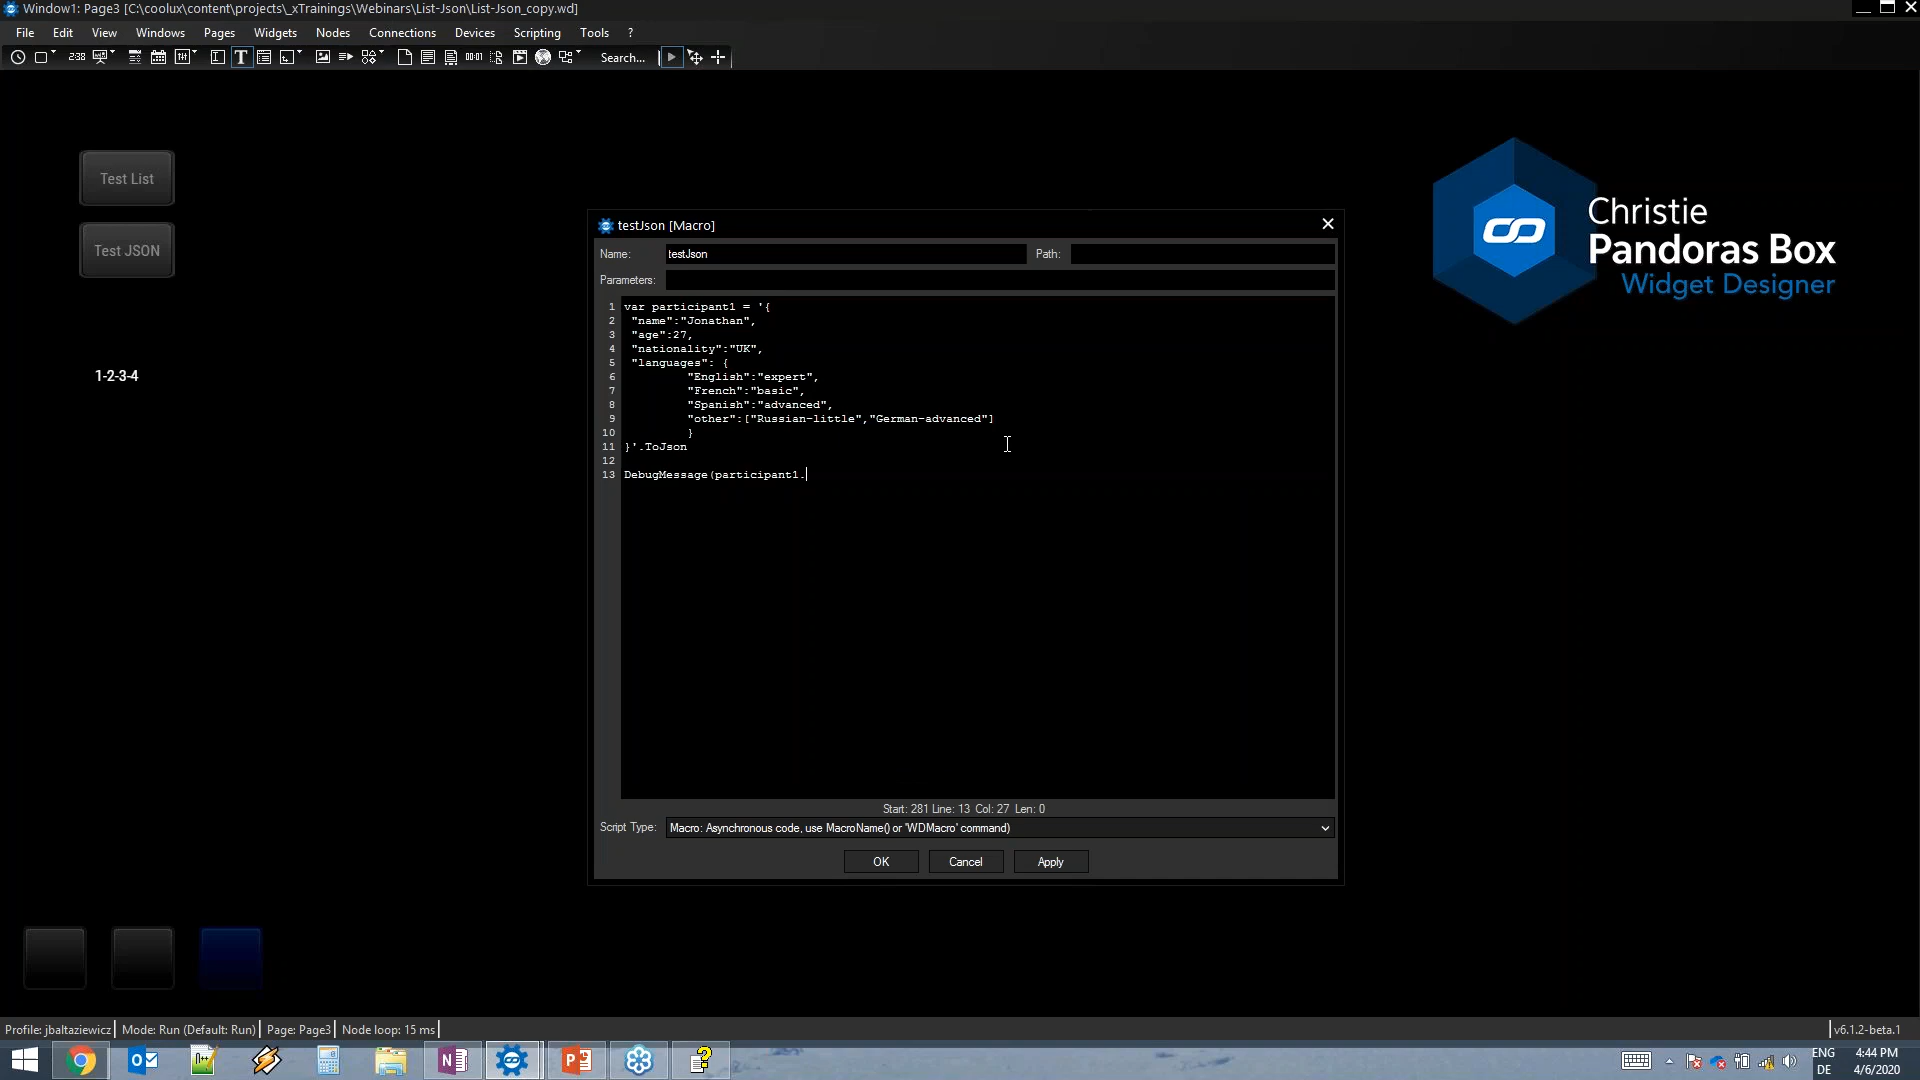 Window1: Page3 [C:\coolux\content\projects\_xTrainings\Webinars\List-Json\List-Json_copy.wd]
File Edit View Windows Pages Widgets Nodes Connections Devices Scripting Tools ?
Search...
Test List
Test JSON
1-2-3-4
Christie
Pandoras Box
Widget Designer
testJson [Macro]
Name: testJson Path:
Parameters:
1 var participant1 = '{
2 "name":"Jonathan",
3 "age":27,
4 "nationality":"UK",
5 "languages": {
6 "English":"expert",
7 "French":"basic",
8 "Spanish":"advanced",
9 "other":["Russian-little","German-advanced"]
10 }
11 }'.ToJson
12
13 DebugMessage(participant1.
Start: 281 Line: 13 Col: 27 Len: 0
Script Type: Macro: Asynchronous code, use MacroName() or 'WDMacro' command)
OK Cancel Apply
Profile: jbaltaziewicz Mode: Run (Default: Run) Page: Page3 Node loop: 15 ms v6.1.2-beta.1
ENG 4:44 PM
DE 4/6/2020